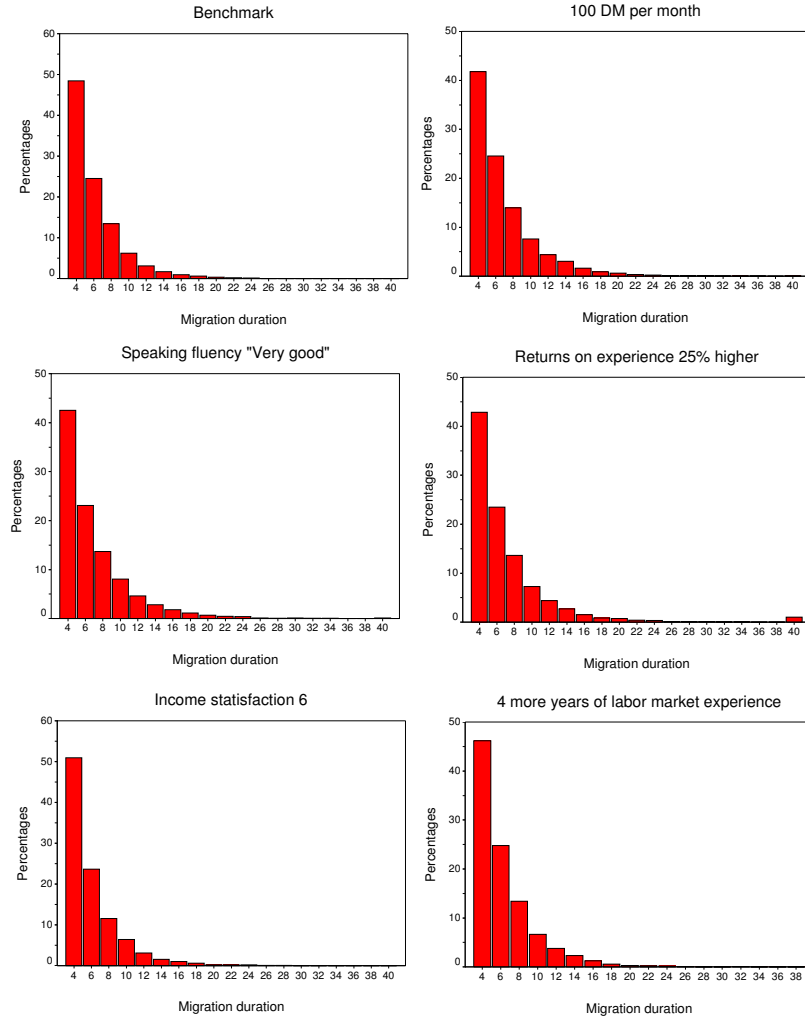 Benchmark
60
50
40
30
20
10
0
Percentages
4 6 8 10 12 14 16 18 20 22 24 26 28 30 32 34 36 38 40
Migration duration
100 DM per month
50
40
30
20
10
0
Percentages
4 6 8 10 12 14 16 18 20 22 24 26 28 30 32 34 36 38 40
Migration duration
Speaking fluency "Very good"
50
40
30
20
10
0
Percentages
4 6 8 10 12 14 16 18 20 22 24 26 28 30 32 34 36 38 40
Migration duration
Returns on experience 25% higher
50
40
30
20
10
0
Percentages
4 6 8 10 12 14 16 18 20 22 24 26 28 30 32 34 36 38 40
Migration duration
Income statisfaction 6
60
50
40
30
20
10
0
Percentages
4 6 8 10 12 14 16 18 20 22 24 26 28 30 32 34 36 38 40
Migration duration
4 more years of labor market experience
50
40
30
20
10
0
Percentages
4 6 8 10 12 14 16 18 20 22 24 26 28 30 32 34 36 38
Migration duration